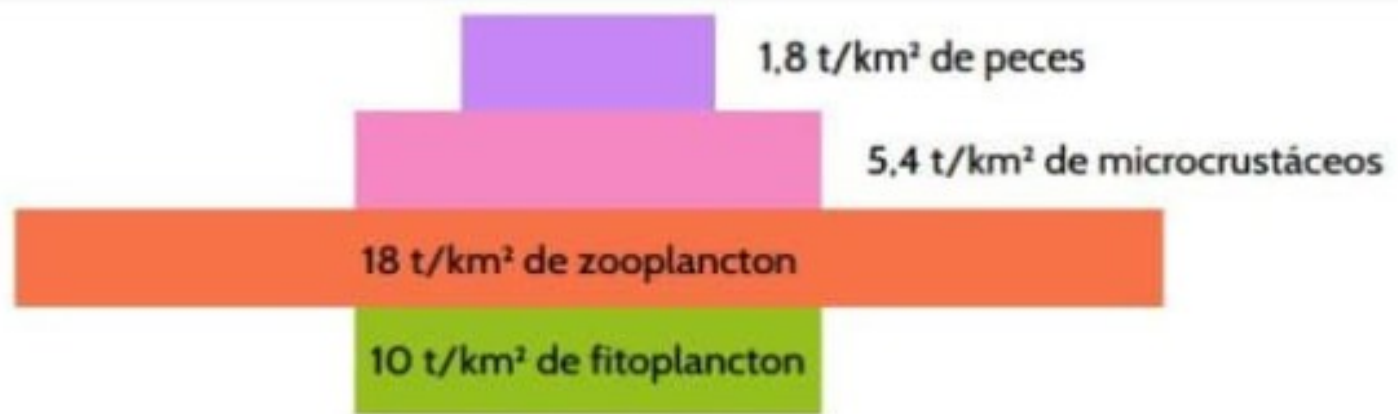 1,8 t/km² de peces
5,4 t/km² de microcrustáceos
18 t/km² de zooplancton
10 t/km² de fitoplancton